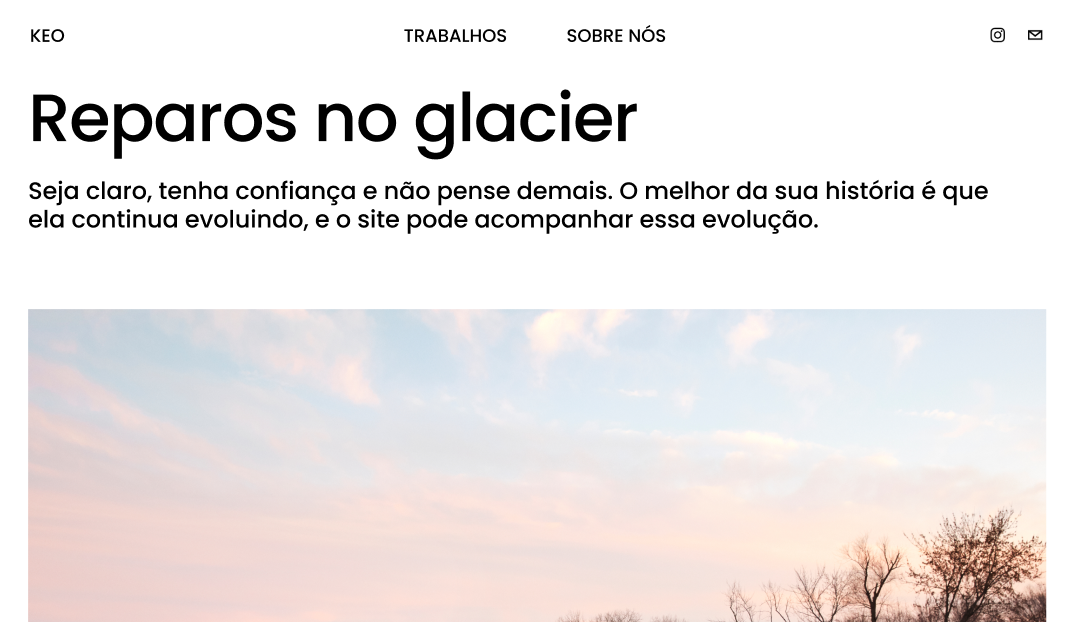 KEO
TRABALHOS
SOBRE NÓS
Reparos no glacier
Seja claro, tenha confiança e não pense demais. O melhor da sua história é que
ela continua evoluindo, e o site pode acompanhar essa evolução.